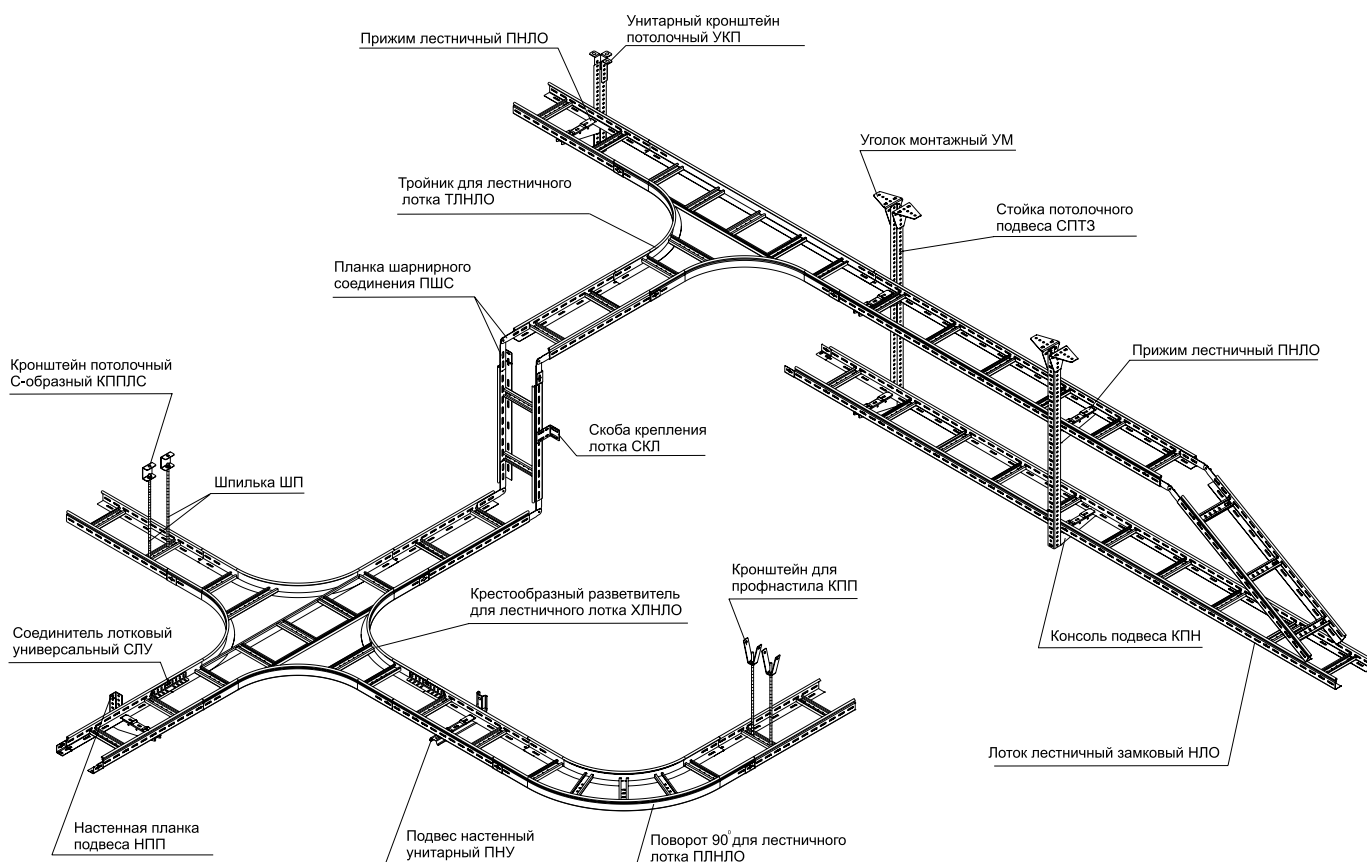 Унитарный кронштейн
потолочный УКП
Прижим лестничный ПНЛО
Уголок монтажный УМ
Тройник для лестничного
лотка ТЛНЛО
Стойка потолочного
подвеса СПТЗ
Планка шарнирного
соединения ПШС
Прижим лестничный ПНЛО
Кронштейн потолочный
С-образный КППЛС
Скоба крепления
лотка СКЛ
Шпилька ШП
Кронштейн для
профнастила КПП
Крестообразный разветвитель
для лестничного лотка ХЛНЛО
Соединитель лотковый
универсальный СЛУ
Консоль подвеса КПН
Лоток лестничный замковый НЛО
Настенная планка
подвеса НПП
Подвес настенный
унитарный ПНУ
Поворот 90° для лестничного
лотка ПЛНЛО